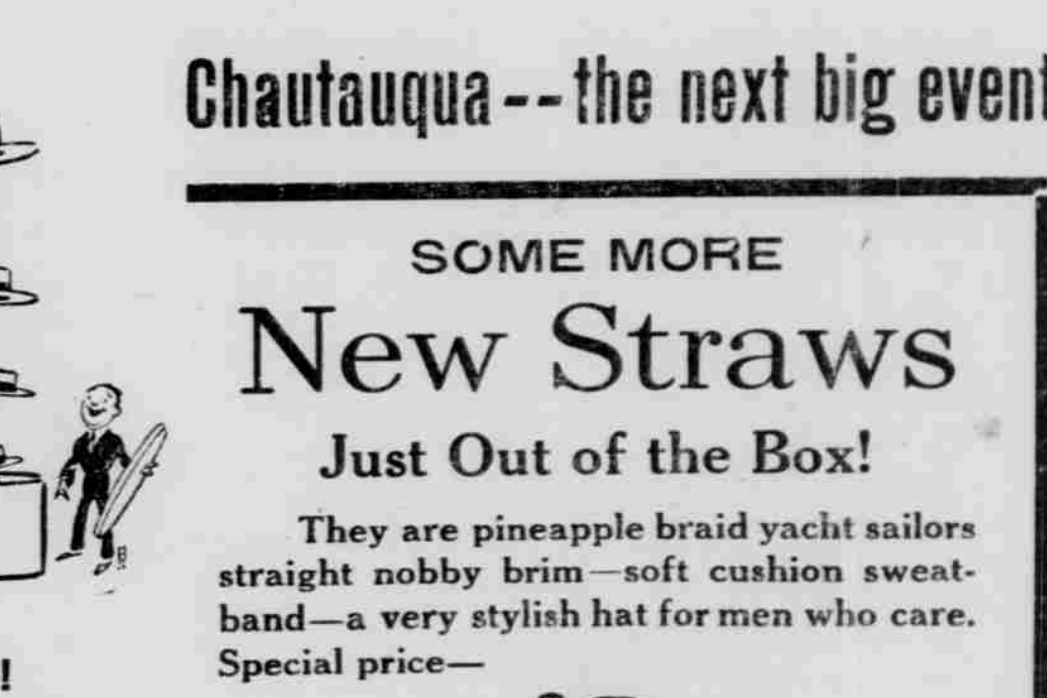 Chautauqua--the next big event
SOME MORE
New Straws
Just Out of the Box!
They are pineapple braid yacht sailors
straight nobby brim—soft cushion sweat-
band—a very stylish hat for men who care.
Special price—
!